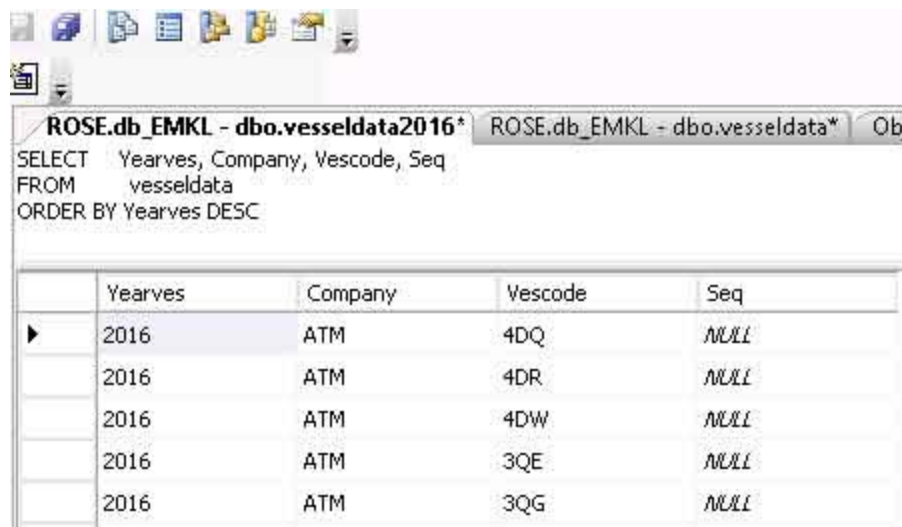 ROSE.db_EMKL - dbo.vesseldata2016* ROSE.db_EMKL - dbo.vesseldata* Ob
SELECT Yearves, Company, Vescode, Seq
FROM vesseldata
ORDER BY Yearves DESC
Yearves Company Vescode Seq
2016 ATM 4DQ NULL
2016 ATM 4DR NULL
2016 ATM 4DW NULL
2016 ATM 3QE NULL
2016 ATM 3QG NULL